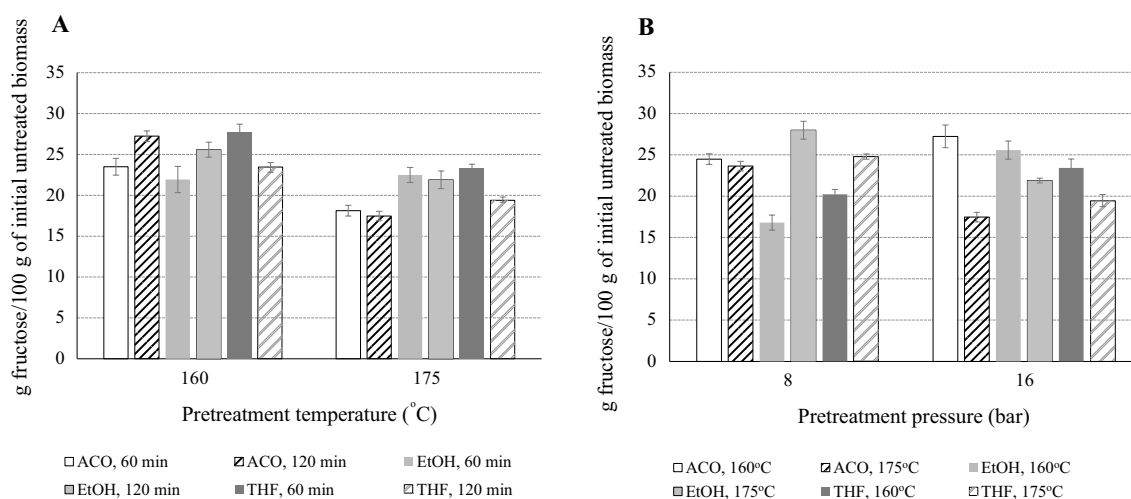 A
g fructose/100 g of initial untreated biomass
35
30
25
20
15
10
5
0
160
175
Pretreatment temperature (°C)
ACO, 60 min
ACO, 120 min
EtOH, 60 min
EtOH, 120 min
THF, 60 min
THF, 120 min
B
g fructose/100 g of initial untreated biomass
35
30
25
20
15
10
5
0
8
16
Pretreatment pressure (bar)
ACO, 160°C
ACO, 175°C
EtOH, 160°C
EtOH, 175°C
THF, 160°C
THF, 175°C